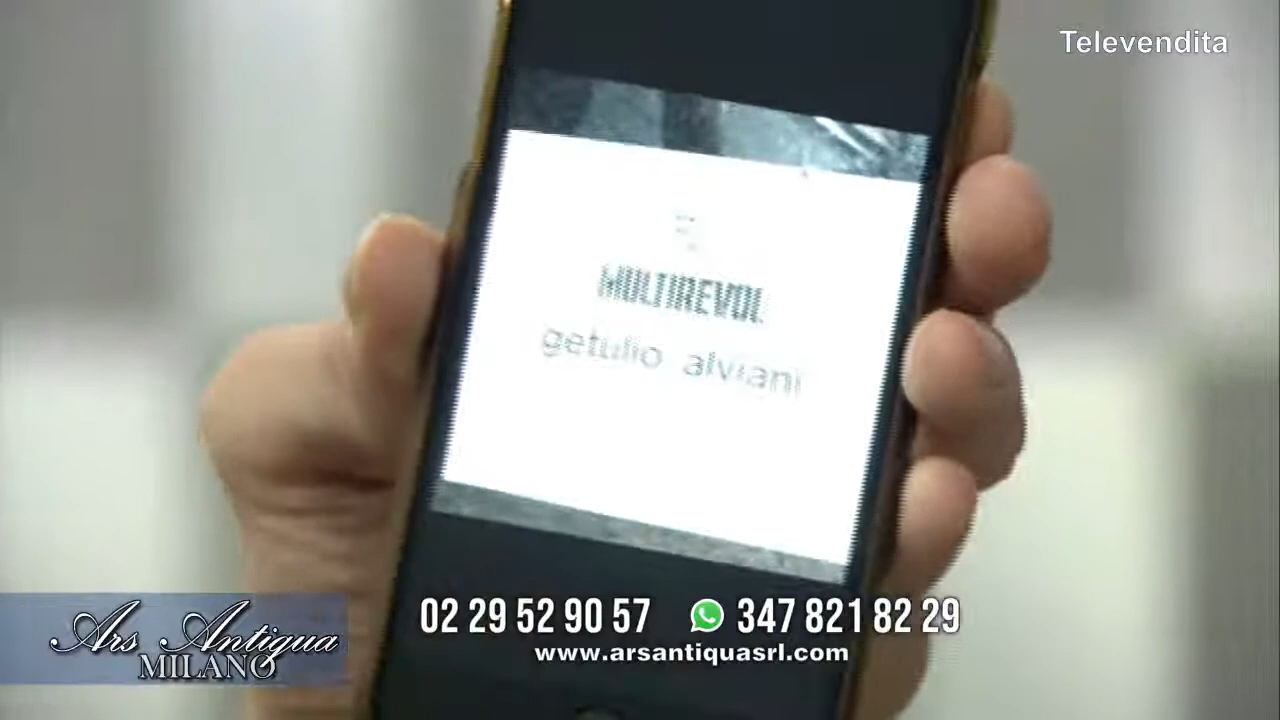 Televendita
MULTIREVOL
getulio alviani
02 29 52 90 57 347 821 82 29
www.arsantiquasrl.com
Ars Antiqua
MILANO